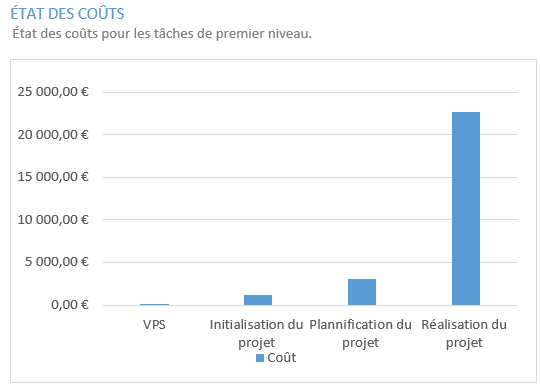 ÉTAT DES COÛTS
État des coûts pour les tâches de premier niveau.
25 000,00 €
20 000,00 €
15 000,00 €
10 000,00 €
5 000,00 €
0,00 €
VPS
Initialisation du
projet
Plannification du
projet
Réalisation du
projet
Coût